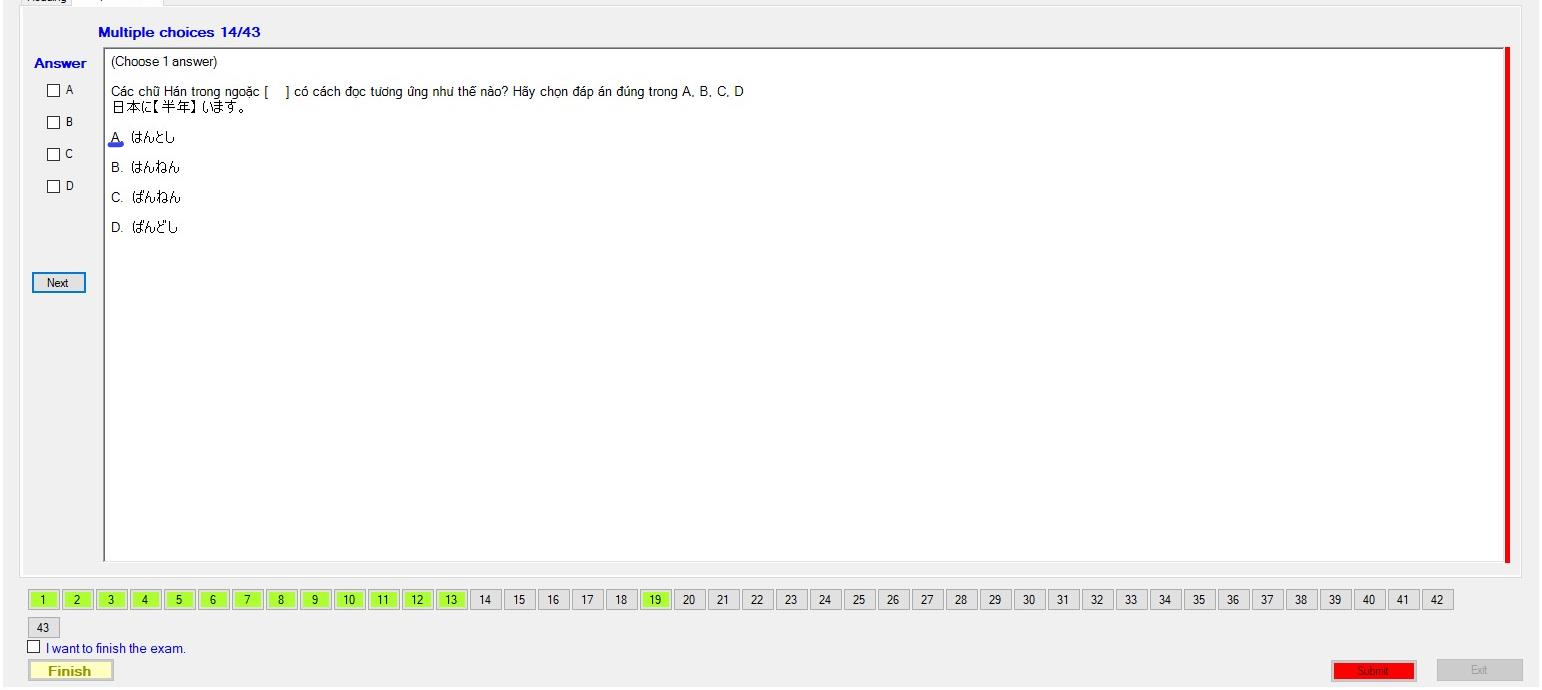 Multiple choices 14/43
Answer
(Choose 1 answer)
A
Các chữ Hán trong ngoặc [ ] có cách đọc tương ứng như thế nào? Hãy chọn đáp án đúng trong A, B, C, D
日本に【半年】います。
B
A. はんとし
C
B. はんねん
D
C. ばんねん
D. ばんどし
Next
1 2 3 4 5 6 7 8 9 10 11 12 13 14 15 16 17 18 19 20 21 22 23 24 25 26 27 28 29 30 31 32 33 34 35 36 37 38 39 40 41 42
43
I want to finish the exam.
Finish
Submit
Exit